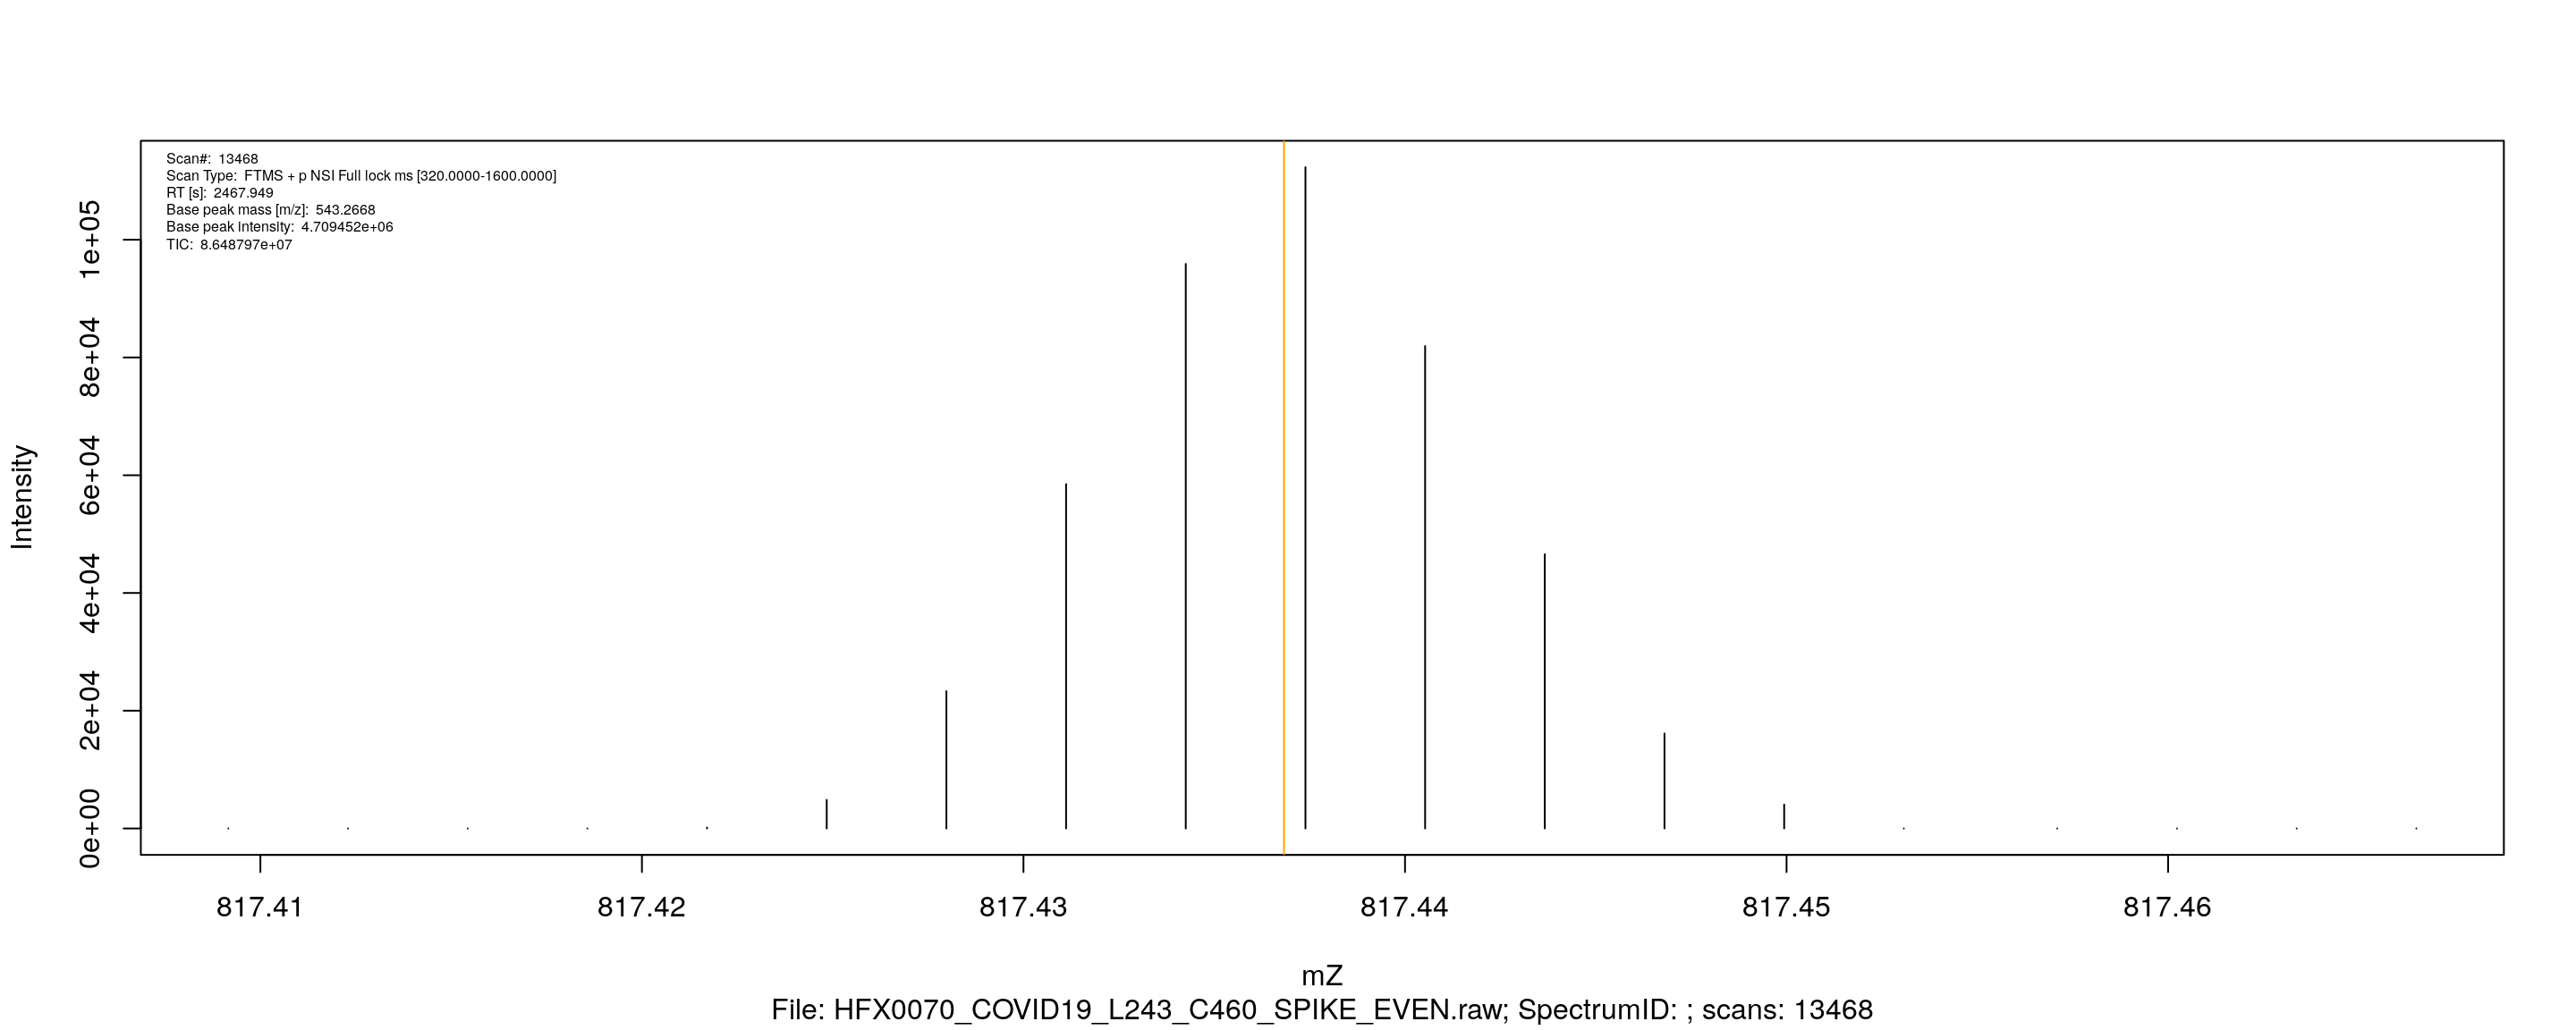 Scan#: 13468
Scan Type: FTMS + p NSI Full lock ms [320.0000-1600.0000]
RT [s]: 2467.949
Base peak mass [m/z]: 543.2668
Base peak intensity: 4.709452e+06
TIC: 8.648797e+07
1e+05
8e+04
6e+04
4e+04
2e+04
0e+00
Intensity
817.41 817.42 817.43 817.44 817.45 817.46
mZ
File: HFX0070_COVID19_L243_C460_SPIKE_EVEN.raw; SpectrumID: ; scans: 13468